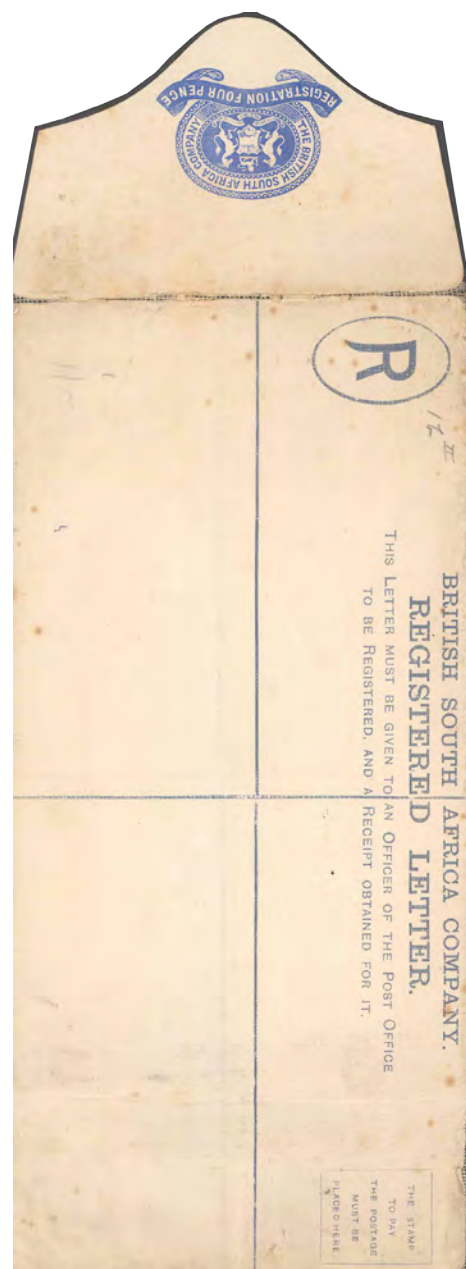 REGISTRATION FOUR PENCE
THE BRITISH SOUTH AFRICA COMPANY
R
BRITISH SOUTH AFRICA COMPANY.
REGISTERED LETTER.
THIS LETTER MUST BE GIVEN TO AN OFFICER OF THE POST OFFICE
TO BE REGISTERED, AND A RECEIPT OBTAINED FOR IT.
THE STAMP
TO PAY
THE POSTAGE
MUST BE
PLACED HERE.